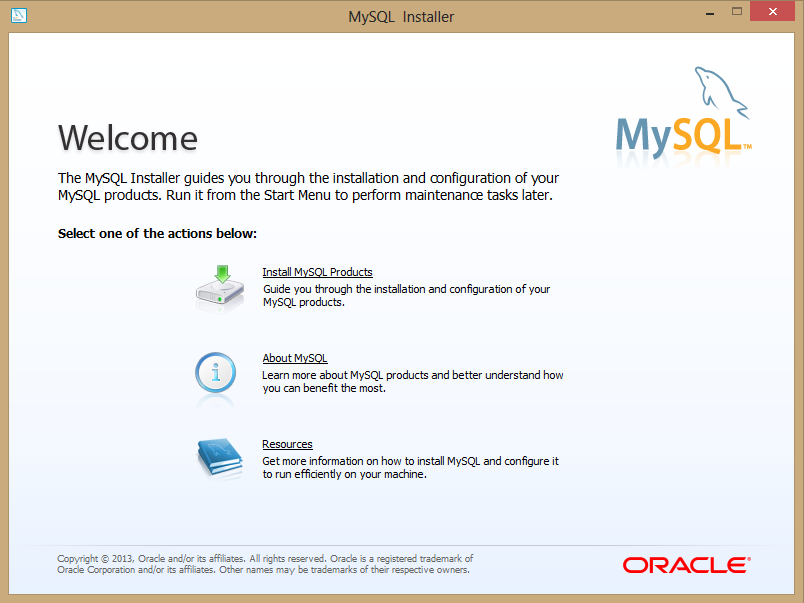 MySQL Installer
MySQL™
Welcome
The MySQL Installer guides you through the installation and configuration of your
MySQL products. Run it from the Start Menu to perform maintenance tasks later.
Select one of the actions below:
Install MySQL Products
Guide you through the installation and configuration of your
MySQL products.
About MySQL
Learn more about MySQL products and better understand how
you can benefit the most.
Resources
Get more information on how to install MySQL and configure it
to run efficiently on your machine.
Copyright © 2013, Oracle and/or its affiliates. All rights reserved. Oracle is a registered trademark of
Oracle Corporation and/or its affiliates. Other names may be trademarks of their respective owners.
ORACLE®